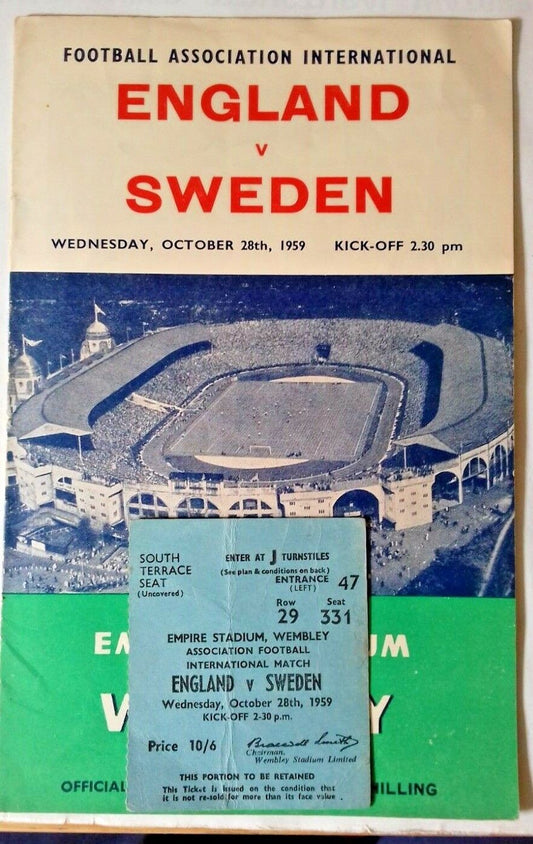 FOOTBALL ASSOCIATION INTERNATIONAL
ENGLAND
v
SWEDEN
WEDNESDAY, OCTOBER 28th, 1959 KICK-OFF 2.30 pm
SOUTH TERRACE SEAT (Uncovered)
ENTER AT J TURNSTILES
(See plan & conditions on back)
ENTRANCE (LEFT) 47
Row 29 Seat 331
EMPIRE STADIUM, WEMBLEY
ASSOCIATION FOOTBALL
INTERNATIONAL MATCH
ENGLAND v SWEDEN
Wednesday, October 28th, 1959
KICK-OFF 2-30 p.m.
Price 10/6
Bracewell Smith
Chairman,
Wembley Stadium Limited
THIS PORTION TO BE RETAINED
This Ticket is issued on the condition that
it is not re-sold for more than its face value
OFFICIAL